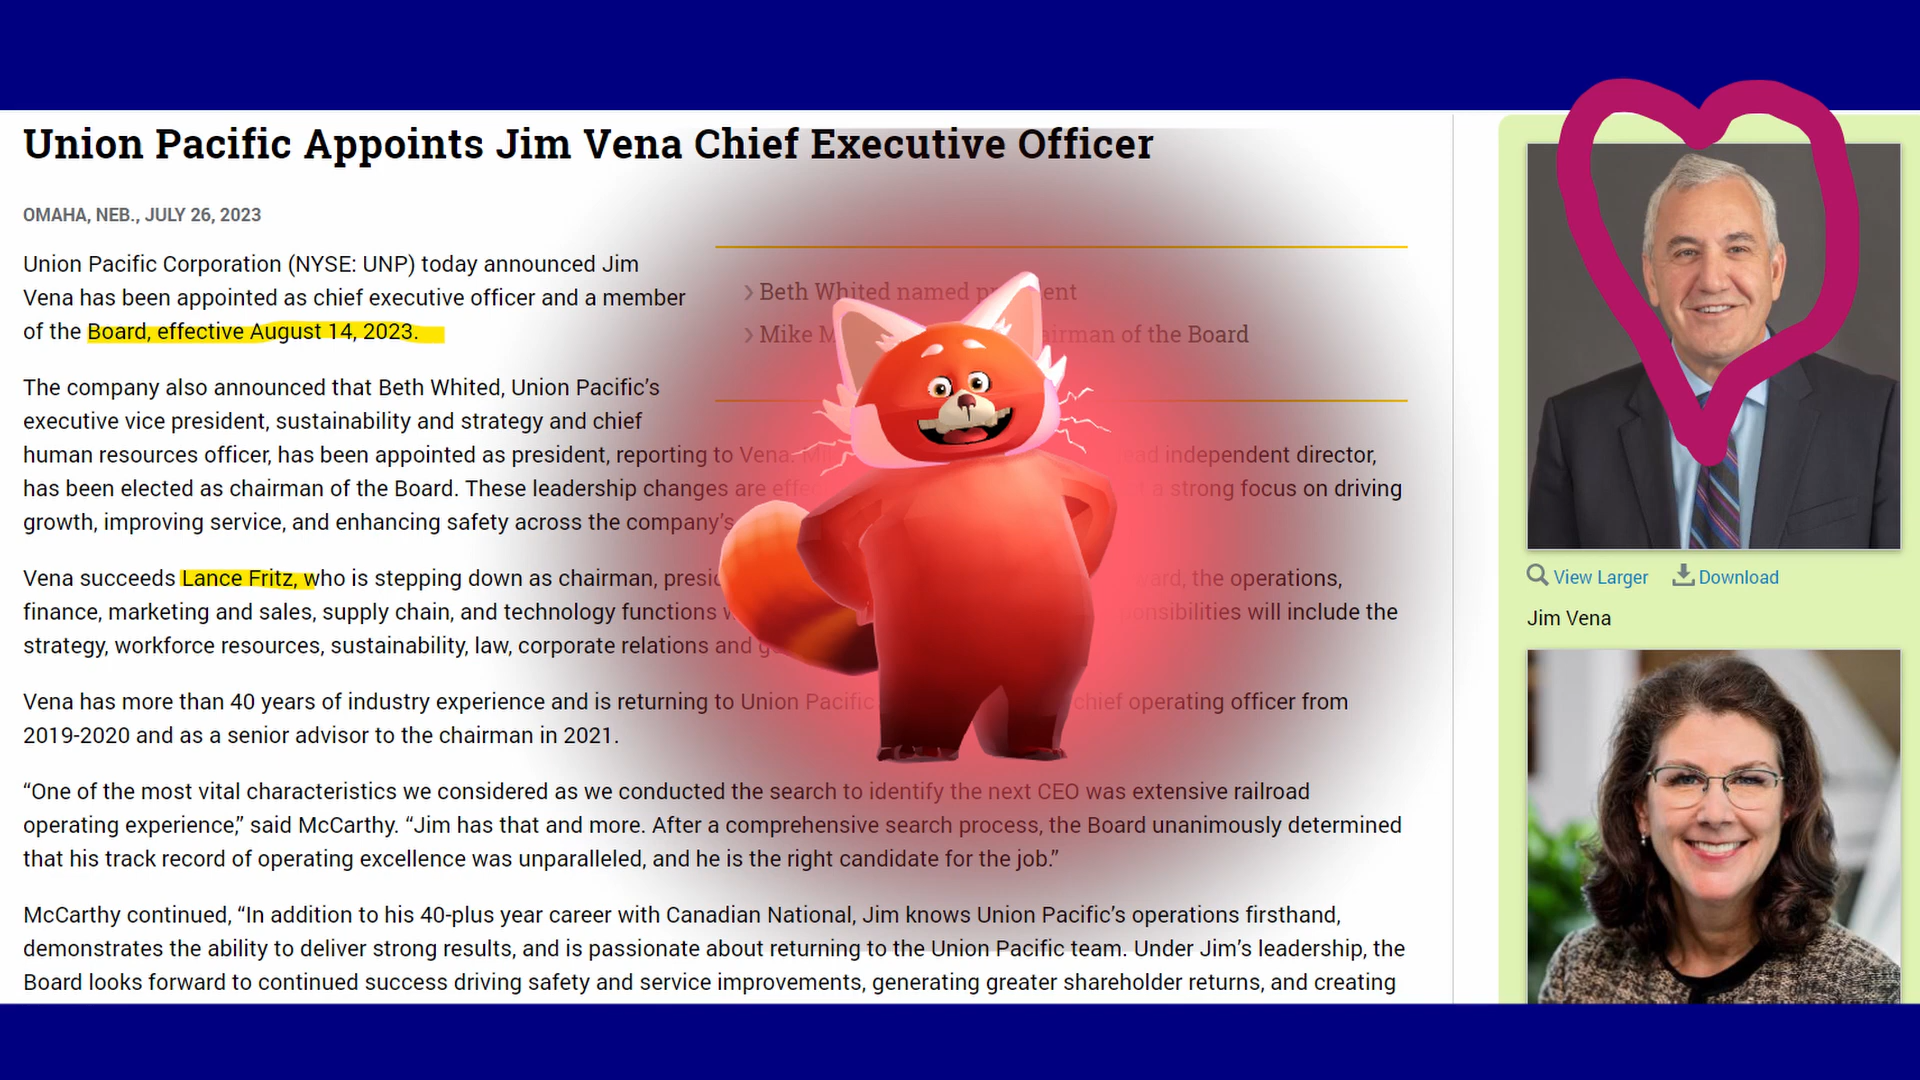 Union Pacific Appoints Jim Vena Chief Executive Officer
OMAHA, NEB., JULY 26, 2023
Union Pacific Corporation (NYSE: UNP) today announced Jim
Vena has been appointed as chief executive officer and a member
of the Board, effective August 14, 2023.
Beth Whited named
Mike of the Board
The company also announced that Beth Whited, Union Pacific’s
executive vice president, sustainability and strategy and chief
human resources officer, has been appointed as president, reporting to Vena. independent director,
has been elected as chairman of the Board. These leadership changes are a strong focus on driving
growth, improving service, and enhancing safety across the company’s
Vena succeeds Lance Fritz, who is stepping down as chairman, the operations,
finance, marketing and sales, supply chain, and technology functions will include the
strategy, workforce resources, sustainability, law, corporate relations and
Vena has more than 40 years of industry experience and is returning to Union Pacific chief operating officer from
2019-2020 and as a senior advisor to the chairman in 2021.
“One of the most vital characteristics we considered as we conducted the search to identify the next CEO was extensive railroad
operating experience,” said McCarthy. “Jim has that and more. After a comprehensive search process, the Board unanimously determined
that his track record of operating excellence was unparalleled, and he is the right candidate for the job.”
McCarthy continued, “In addition to his 40-plus year career with Canadian National, Jim knows Union Pacific’s operations firsthand,
demonstrates the ability to deliver strong results, and is passionate about returning to the Union Pacific team. Under Jim’s leadership, the
Board looks forward to continued success driving safety and service improvements, generating greater shareholder returns, and creating
View Larger Download
Jim Vena